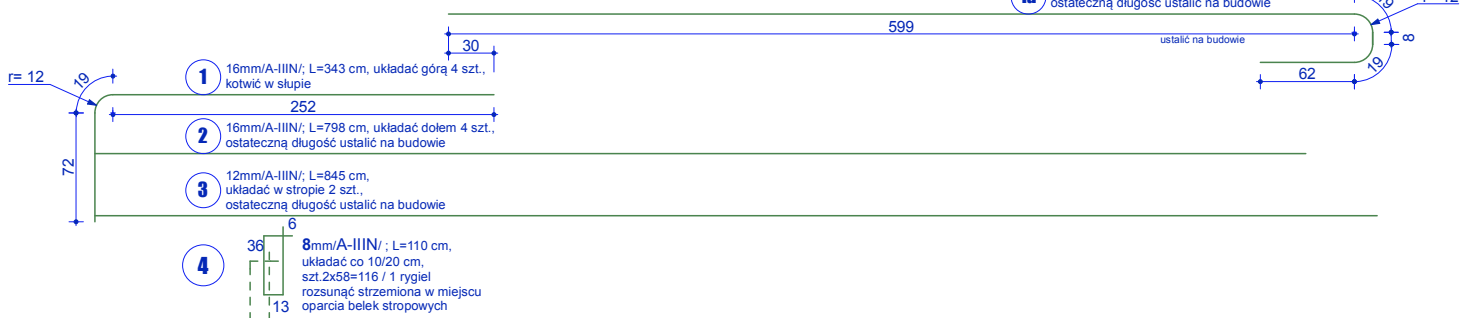 1a
ostateczną długość ustalić na budowie
19
599
30
ustalić na budowie
8
62
19
r= 12
19
1
16mm/A-IIIN/; L=343 cm, układać górą 4 szt.,
kotwić w słupie
252
2
16mm/A-IIIN/; L=798 cm, układać dołem 4 szt.,
ostateczną długość ustalić na budowie
72
3
12mm/A-IIIN/; L=845 cm,
układać w stropie 2 szt.,
ostateczną długość ustalić na budowie
4
6
36
13
8mm/A-IIIN/ ; L=110 cm,
układać co 10/20 cm,
szt.2x58=116 / 1 rygiel
rozsunąć strzemiona w miejscu
oparcia belek stropowych